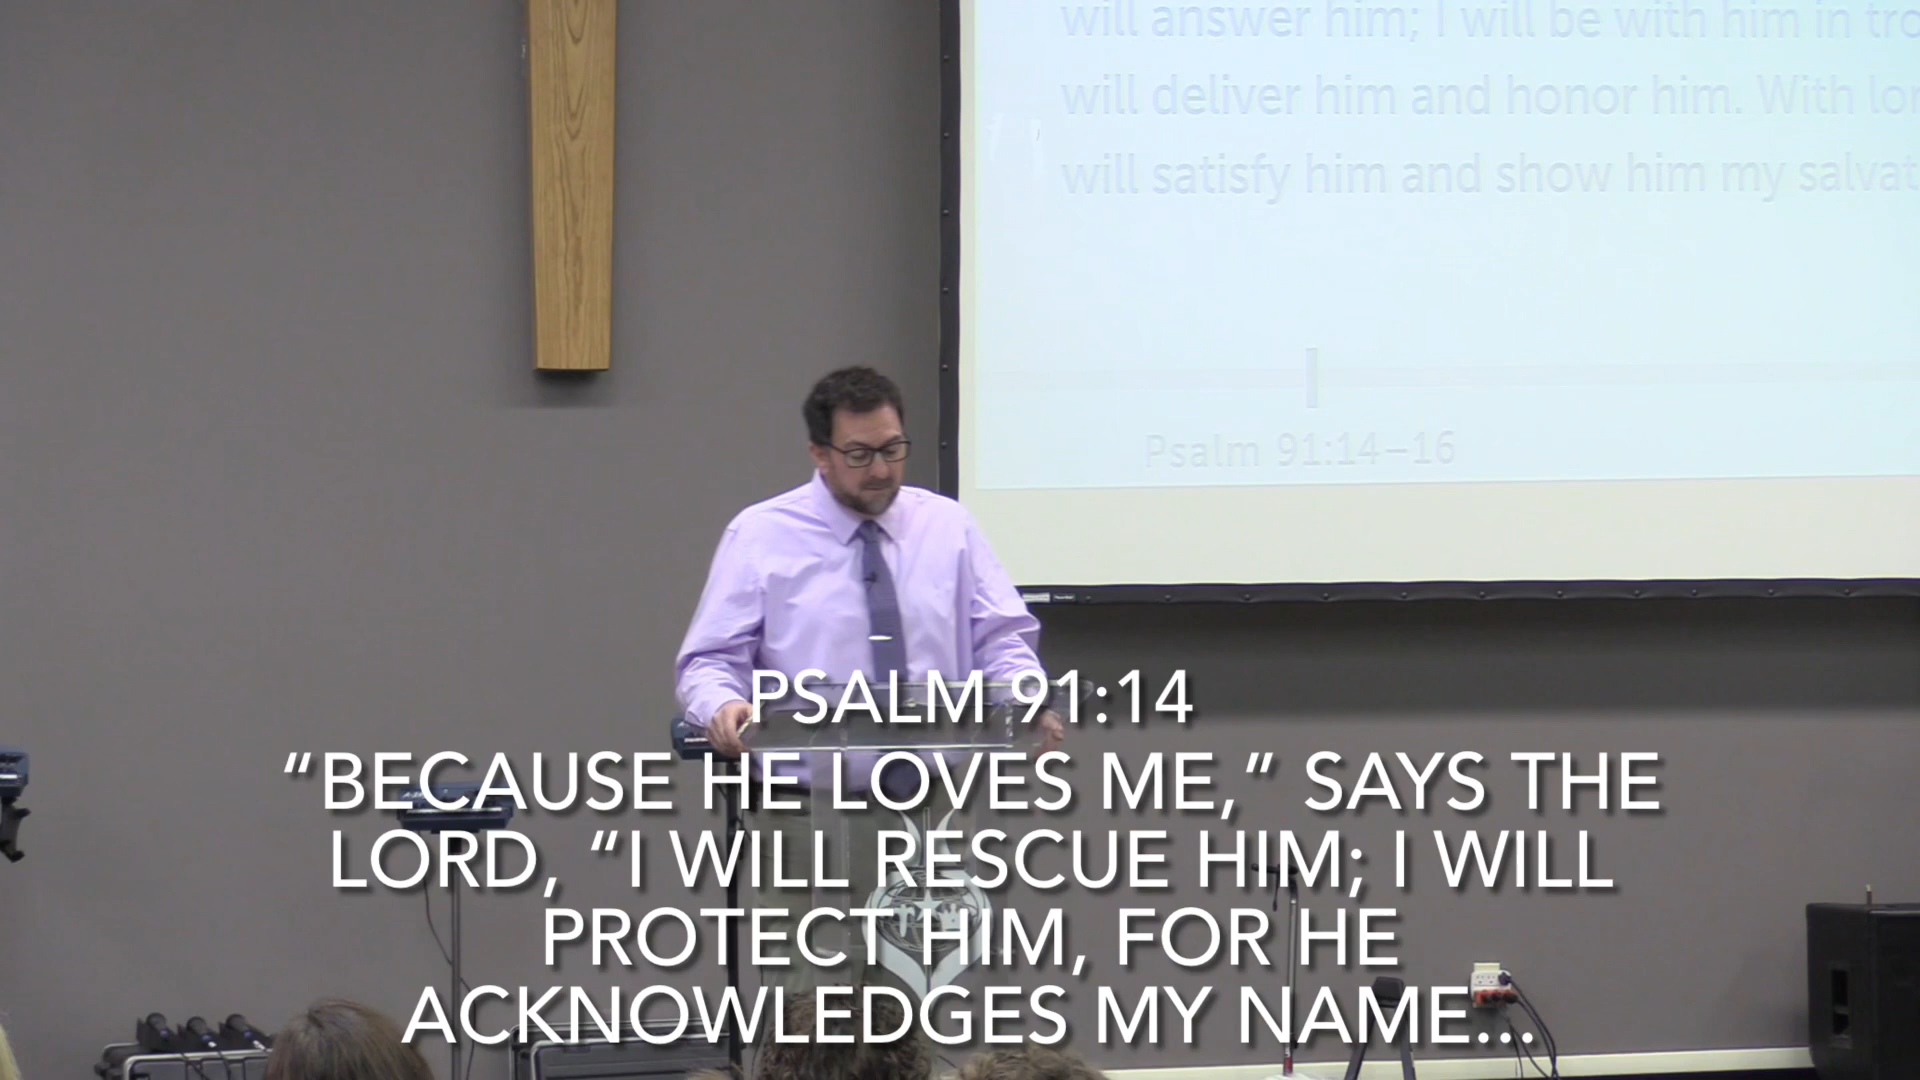 will answer him; I will be with him in tro
will deliver him and honor him. With lon
will satisfy him and show him my salvat
Psalm 91:14–16
PSALM 91:14
“BECAUSE HE LOVES ME,” SAYS THE
LORD, “I WILL RESCUE HIM; I WILL
PROTECT HIM, FOR HE
ACKNOWLEDGES MY NAME...